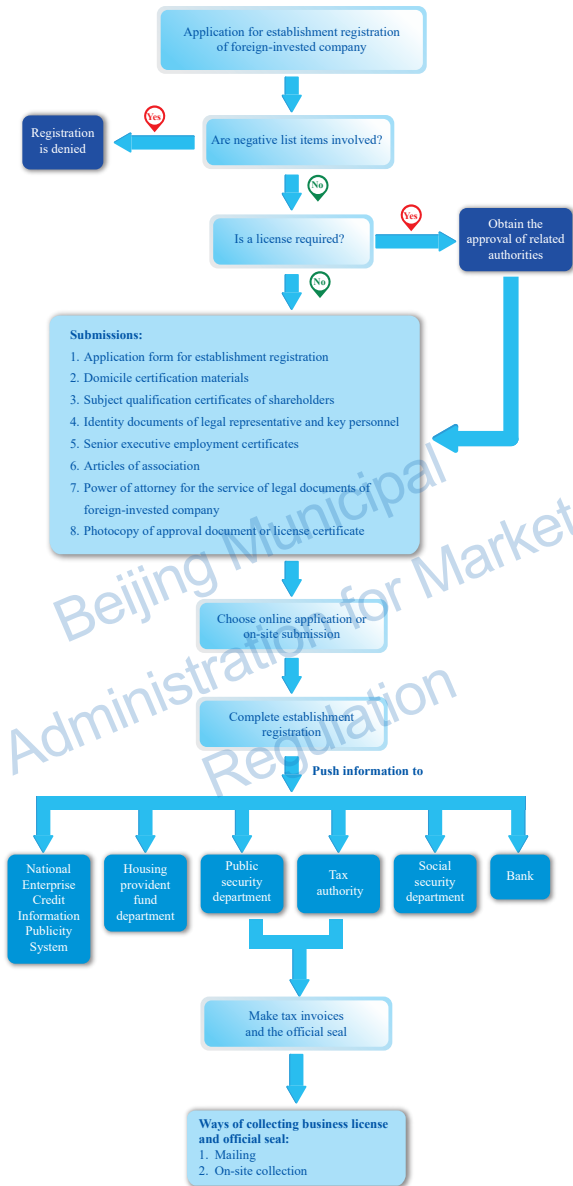 Application for establishment registration
of foreign-invested company
Yes
Registration
is denied
Are negative list items involved?
No
Is a license required?
Yes
Obtain the
approval of related
authorities
No
Submissions:
1. Application form for establishment registration
2. Domicile certification materials
3. Subject qualification certificates of shareholders
4. Identity documents of legal representative and key personnel
5. Senior executive employment certificates
6. Articles of association
7. Power of attorney for the service of legal documents of
foreign-invested company
8. Photocopy of approval document or license certificate
Beijing Municipal
Administration for Market
Regulation
Choose online application or
on-site submission
Complete establishment
registration
Push information to
National
Enterprise
Credit
Information
Publicity
System
Housing
provident
fund
department
Public
security
department
Tax
authority
Social
security
department
Bank
Make tax invoices
and the official seal
Ways of collecting business license
and official seal:
1. Mailing
2. On-site collection